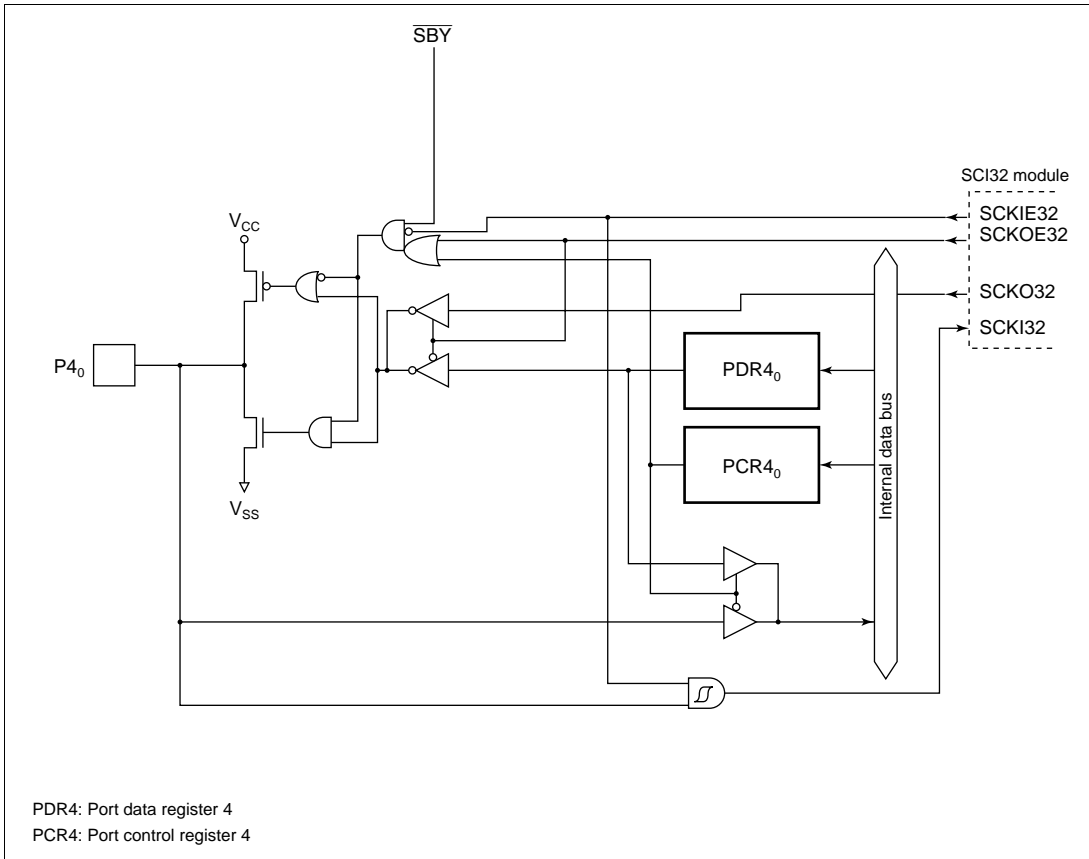 SBY
SCI32 module
SCKIE32
SCKOE32
SCKO32
SCKI32
VCC
P40
VSS
PDR40
PCR40
Internal data bus
PDR4: Port data register 4
PCR4: Port control register 4